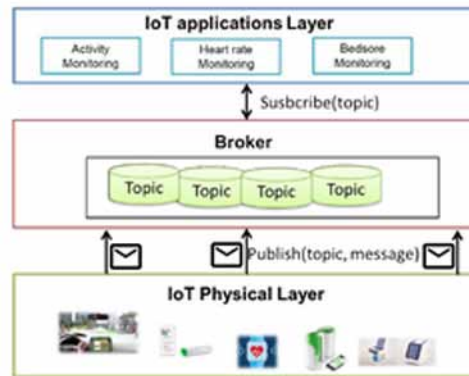 IoT applications Layer
Activity Monitoring
Heart rate Monitoring
Bedsore Monitoring
Susbcribe(topic)
Broker
Topic Topic Topic Topic
Publish(topic, message)
IoT Physical Layer